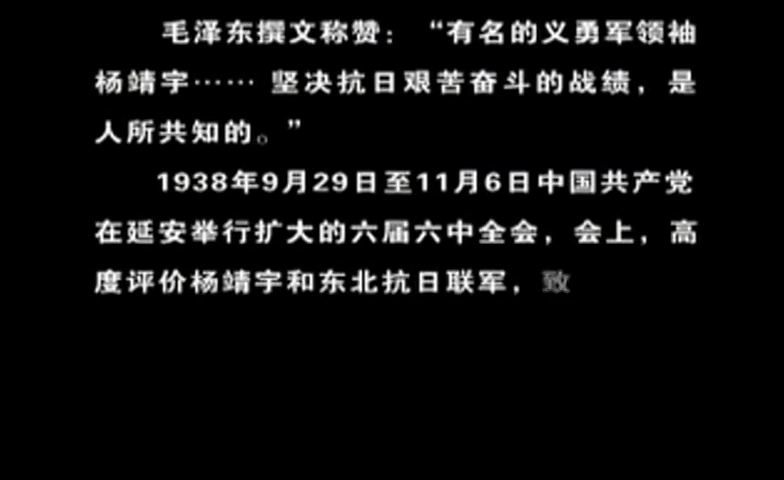 毛泽东撰文称赞：“有名的义勇军领袖
杨靖宇…… 坚决抗日艰苦奋斗的战绩，是
人所共知的。”
1938年9月29日至11月6日中国共产党
在延安举行扩大的六届六中全会，会上，高
度评价杨靖宇和东北抗日联军，致